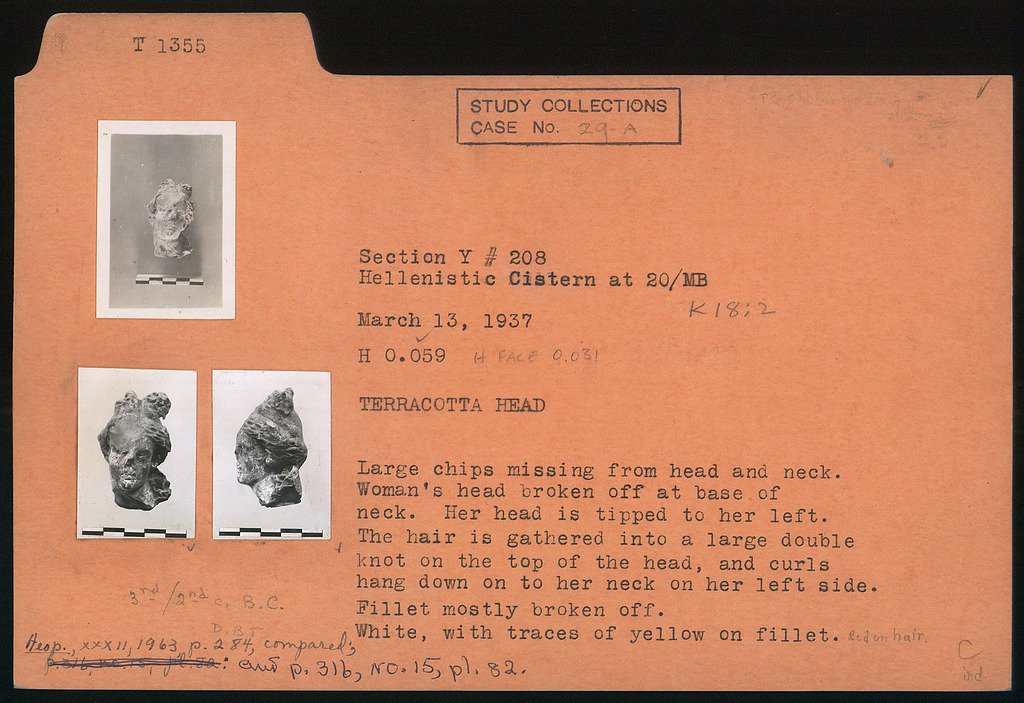 T 1355
STUDY COLLECTIONS
CASE No. 29-A
Section Y # 208
Hellenistic Cistern at 20/MB
K 18:2
March 13, 1937
H 0.059 H FACE 0.031
TERRACOTTA HEAD
Large chips missing from head and neck.
Woman's head broken off at base of
neck. Her head is tipped to her left.
The hair is gathered into a large double
knot on the top of the head, and curls
hang down on to her neck on her left side.
Fillet mostly broken off.
White, with traces of yellow on fillet. Red on hair.
3rd/2nd c. B.C.
D.B.T
Hesp., XXXII, 1963, p. 284, compared;
and p. 316, NO. 15, pl. 82.
C
ind.